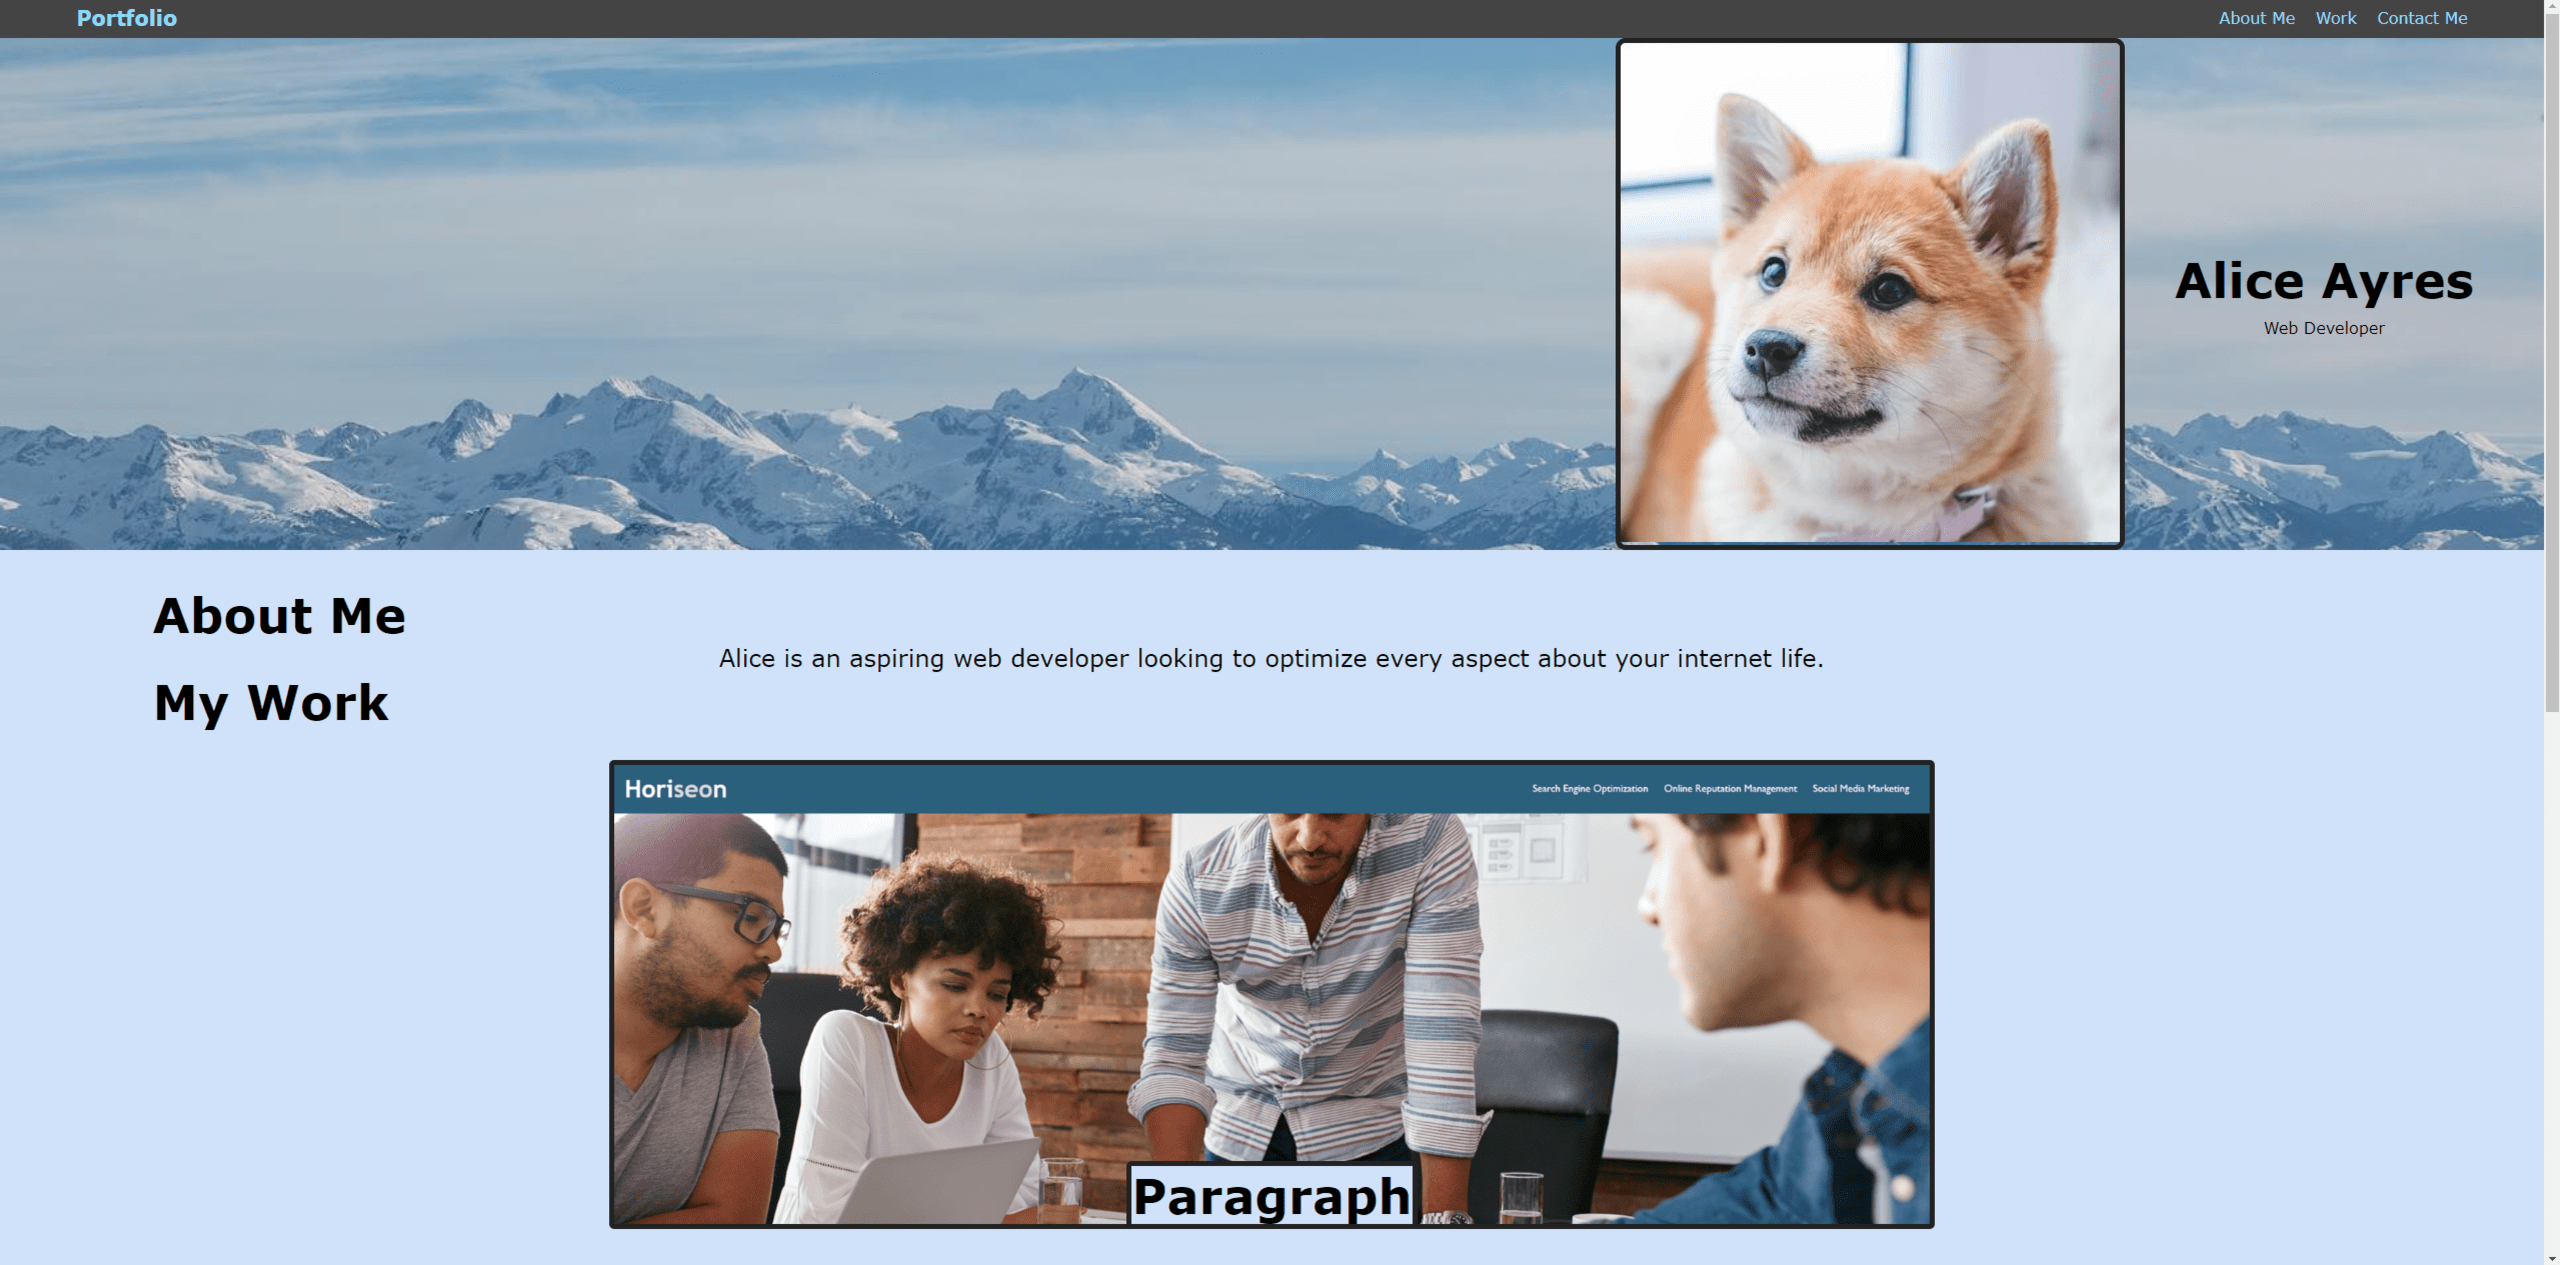 Portfolio
About Me Work Contact Me
Alice Ayres
Web Developer
About Me
Alice is an aspiring web developer looking to optimize every aspect about your internet life.
My Work
Horiseon
Search Engine Optimization Online Reputation Management Social Media Marketing
Paragraph